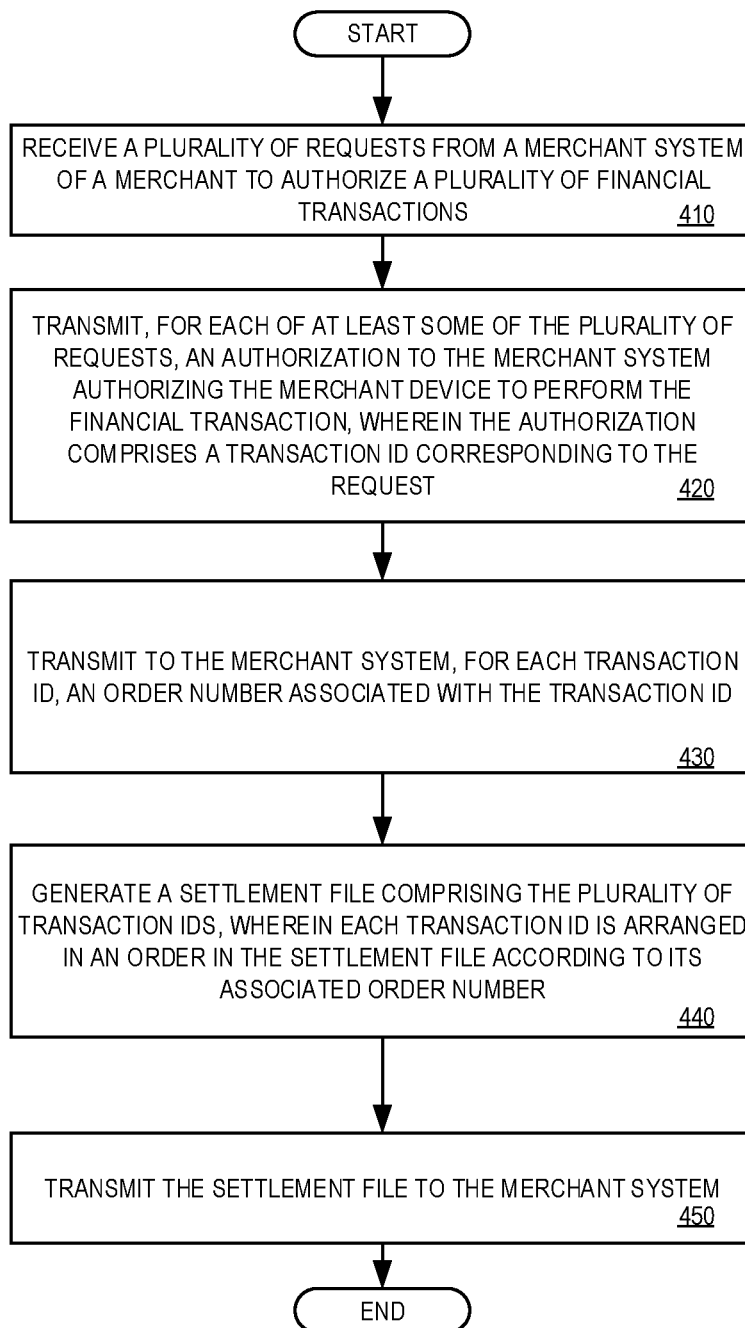 START
RECEIVE A PLURALITY OF REQUESTS FROM A MERCHANT SYSTEM
OF A MERCHANT TO AUTHORIZE A PLURALITY OF FINANCIAL
TRANSACTIONS
410
TRANSMIT, FOR EACH OF AT LEAST SOME OF THE PLURALITY OF
REQUESTS, AN AUTHORIZATION TO THE MERCHANT SYSTEM
AUTHORIZING THE MERCHANT DEVICE TO PERFORM THE
FINANCIAL TRANSACTION, WHEREIN THE AUTHORIZATION
COMPRISES A TRANSACTION ID CORRESPONDING TO THE
REQUEST
420
TRANSMIT TO THE MERCHANT SYSTEM, FOR EACH TRANSACTION
ID, AN ORDER NUMBER ASSOCIATED WITH THE TRANSACTION ID
430
GENERATE A SETTLEMENT FILE COMPRISING THE PLURALITY OF
TRANSACTION IDS, WHEREIN EACH TRANSACTION ID IS ARRANGED
IN AN ORDER IN THE SETTLEMENT FILE ACCORDING TO ITS
ASSOCIATED ORDER NUMBER
440
TRANSMIT THE SETTLEMENT FILE TO THE MERCHANT SYSTEM
450
END